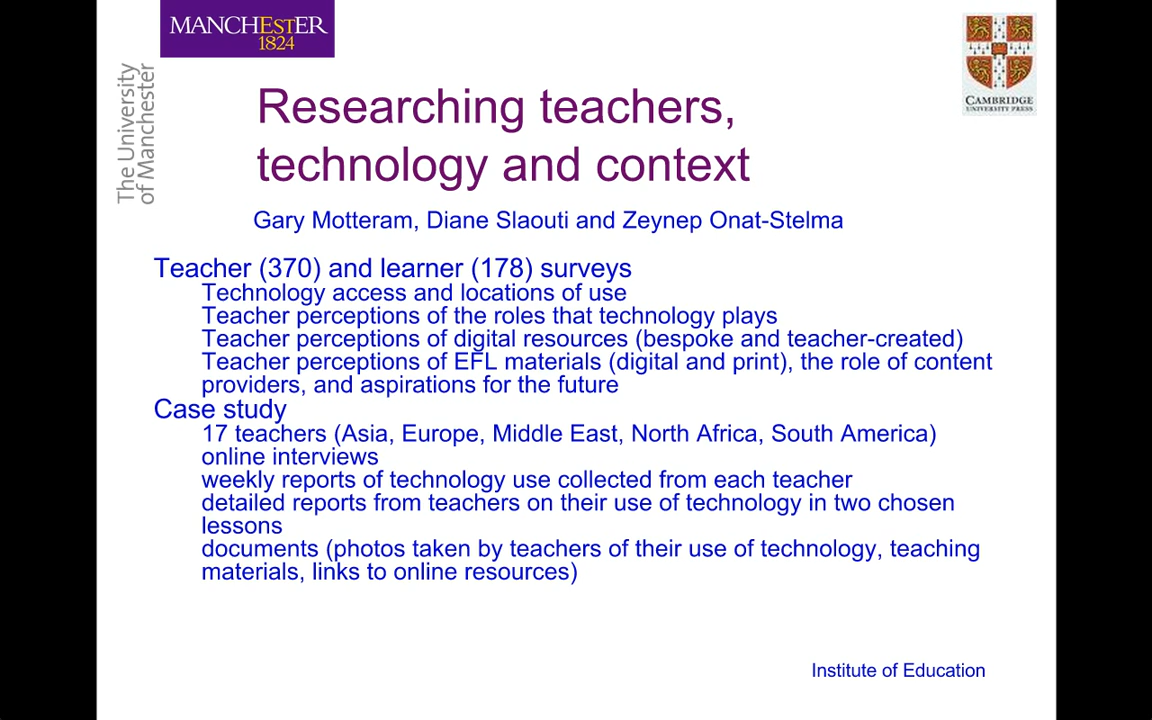 MANCHESTER
1824
The University
of Manchester
CAMBRIDGE
UNIVERSITY PRESS
Researching teachers,
technology and context
Gary Motteram, Diane Slaouti and Zeynep Onat-Stelma
Teacher (370) and learner (178) surveys
Technology access and locations of use
Teacher perceptions of the roles that technology plays
Teacher perceptions of digital resources (bespoke and teacher-created)
Teacher perceptions of EFL materials (digital and print), the role of content
providers, and aspirations for the future
Case study
17 teachers (Asia, Europe, Middle East, North Africa, South America)
online interviews
weekly reports of technology use collected from each teacher
detailed reports from teachers on their use of technology in two chosen
lessons
documents (photos taken by teachers of their use of technology, teaching
materials, links to online resources)
Institute of Education